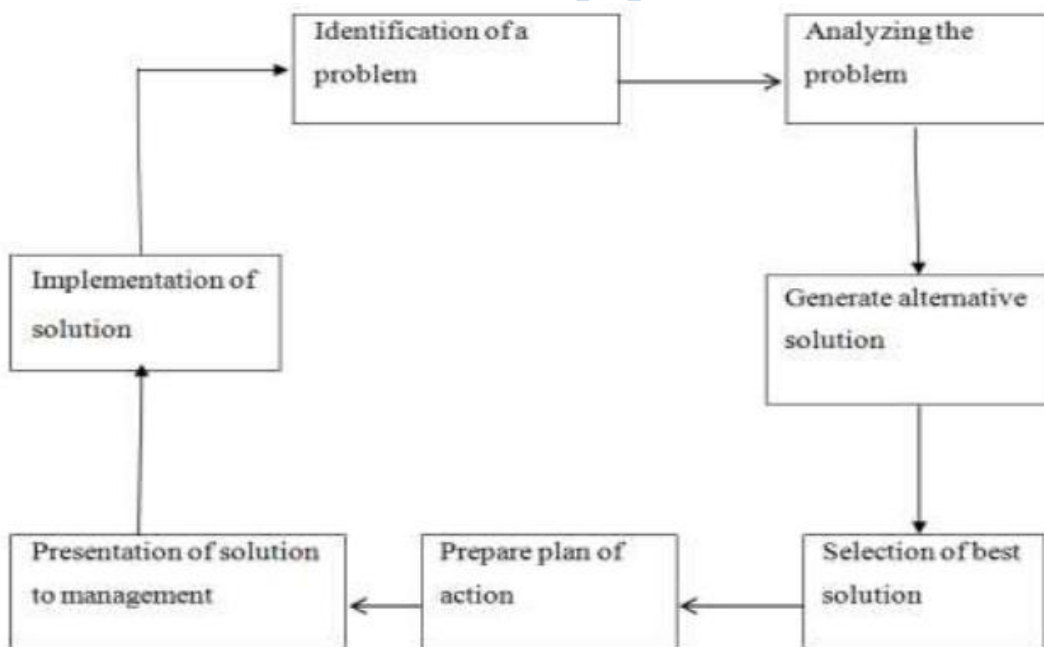 Identification of a
problem
Analyzing the
problem
Generate alternative
solution
Selection of best
solution
Prepare plan of
action
Presentation of solution
to management
Implementation of
solution